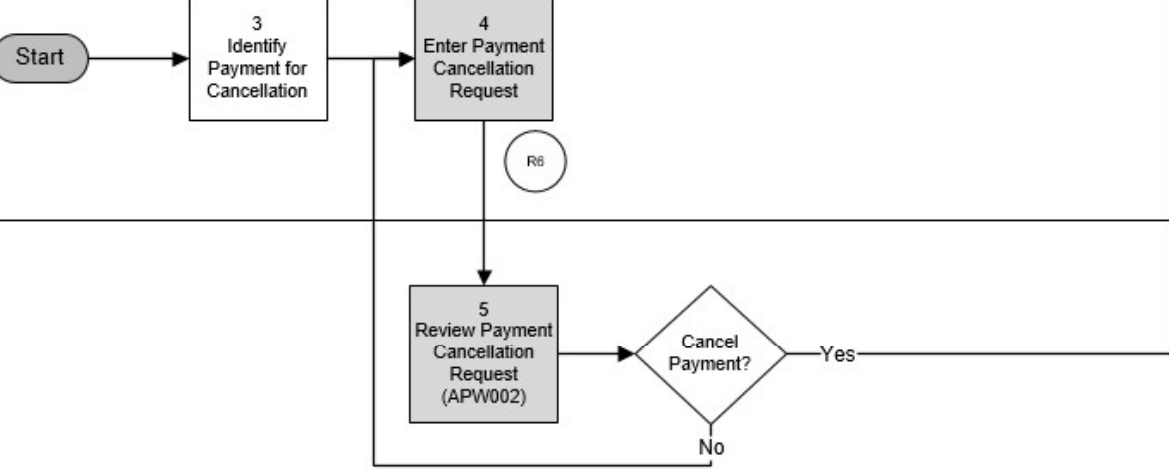 Start
3
Identify
Payment for
Cancellation
4
Enter Payment
Cancellation
Request
R6
5
Review Payment
Cancellation
Request
(APW002)
Cancel
Payment?
Yes
No